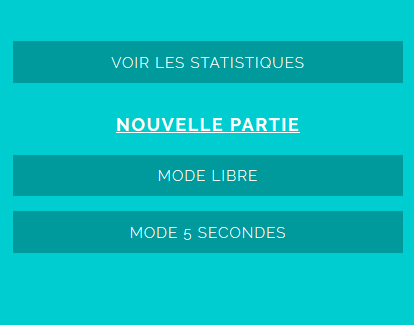 VOIR LES STATISTIQUES
NOUVELLE PARTIE
MODE LIBRE
MODE 5 SECONDES